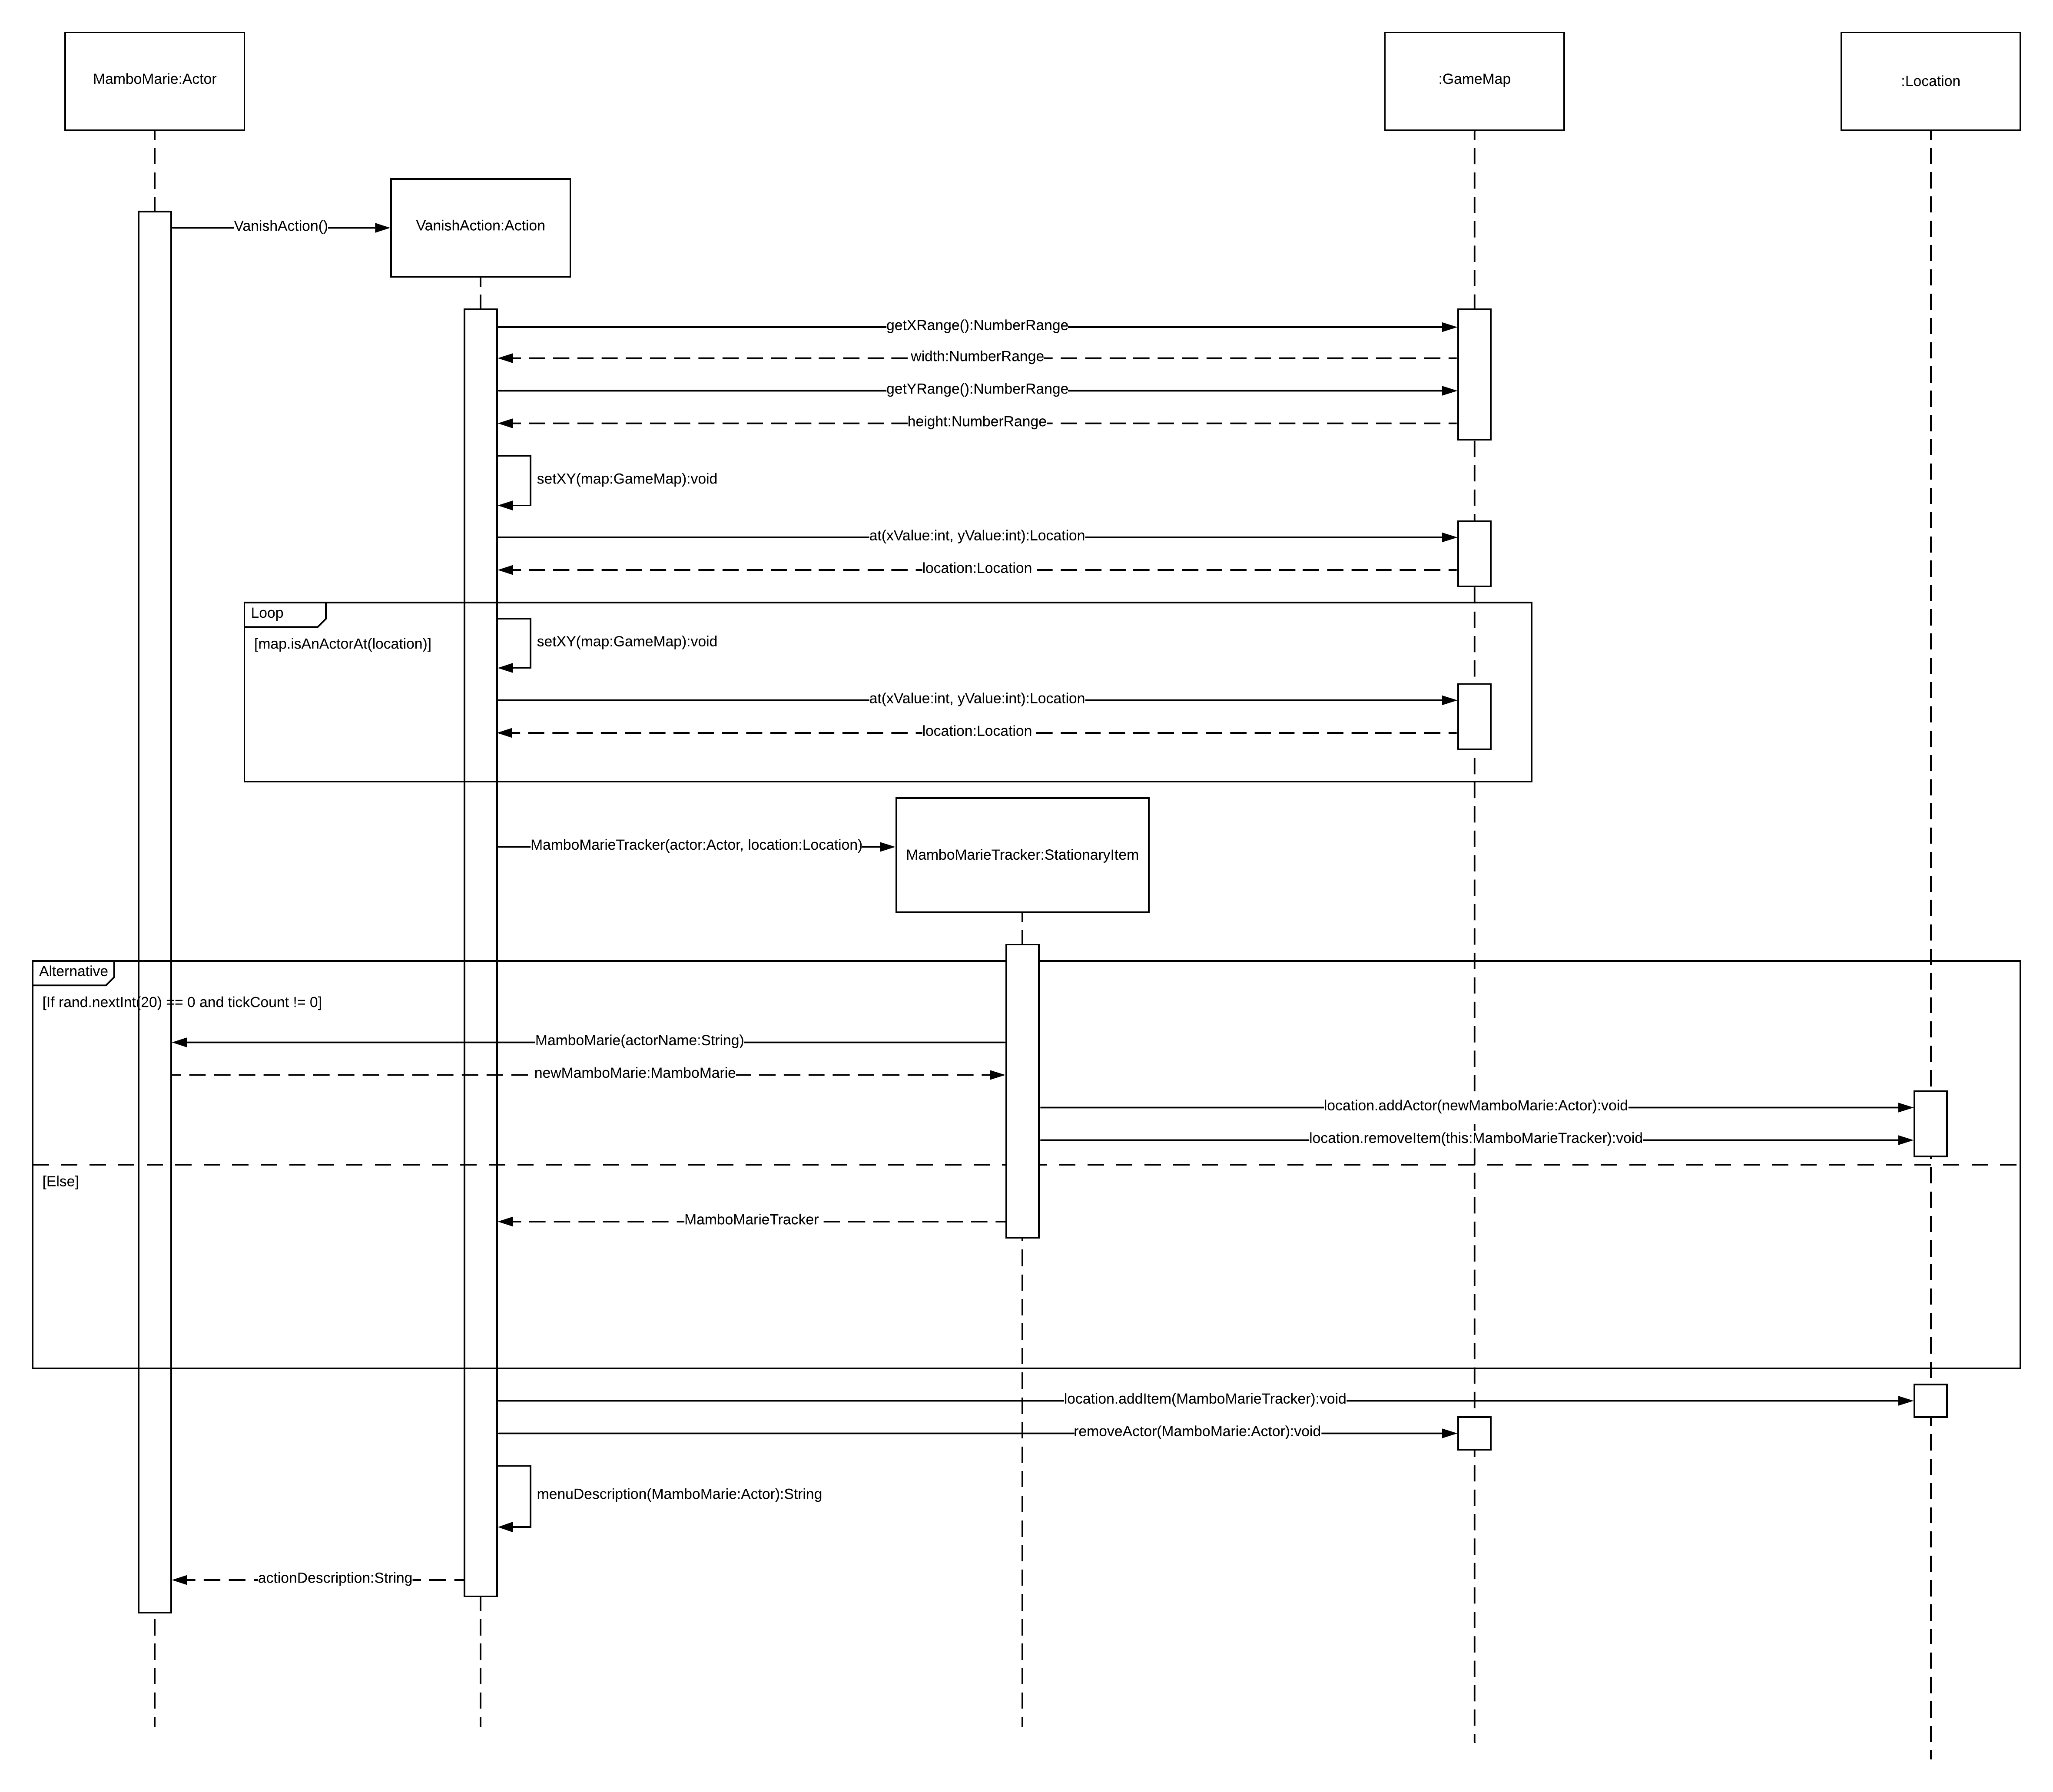 MamboMarie:Actor
:GameMap
:Location
VanishAction()
VanishAction:Action
getXRange():NumberRange
width:NumberRange
getYRange():NumberRange
height:NumberRange
setXY(map:GameMap):void
at(xValue:int, yValue:int):Location
location:Location
Loop
[map.isAnActorAt(location)]
setXY(map:GameMap):void
at(xValue:int, yValue:int):Location
location:Location
MamboMarieTracker(actor:Actor, location:Location)
MamboMarieTracker:StationaryItem
Alternative
[If rand.nextInt(20) == 0 and tickCount != 0]
MamboMarie(actorName:String)
newMamboMarie:MamboMarie
location.addActor(newMamboMarie:Actor):void
location.removeItem(this:MamboMarieTracker):void
[Else]
MamboMarieTracker
location.addItem(MamboMarieTracker):void
removeActor(MamboMarie:Actor):void
menuDescription(MamboMarie:Actor):String
actionDescription:String